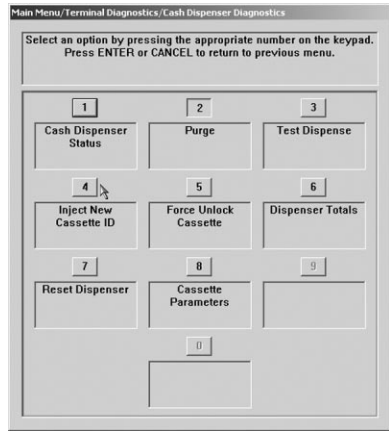 Main Menu/Terminal Diagnostics/Cash Dispenser Diagnostics
Select an option by pressing the appropriate number on the keypad.
Press ENTER or CANCEL to return to previous menu.
1
2
3
Cash Dispenser
Status
Purge
Test Dispense
4
5
6
Inject New
Cassette ID
Force Unlock
Cassette
Dispenser Totals
7
8
9
Reset Dispenser
Cassette
Parameters
0